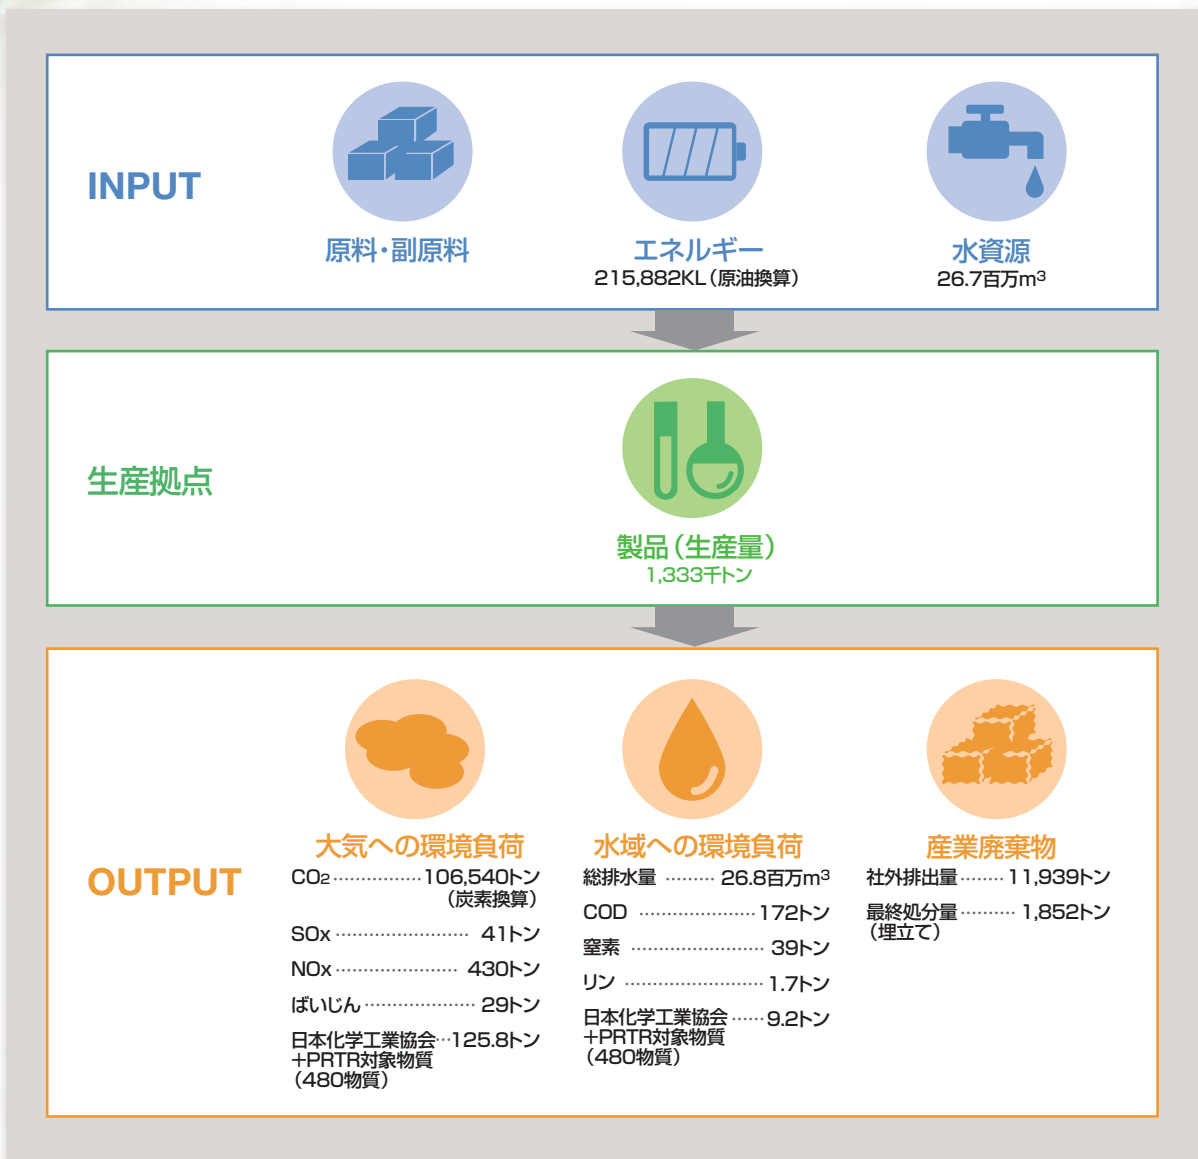 INPUT
原料・副原料
エネルギー
215,882KL（原油換算）
水資源
26.7百万m³
生産拠点
製品（生産量）
1,333千トン
OUTPUT
大気への環境負荷
CO₂ 106,540トン
（炭素換算）
SOx 41トン
NOx 430トン
ばいじん 29トン
日本化学工業協会 125.8トン
+PRTR対象物質
（480物質）
水域への環境負荷
総排水量 26.8百万m³
COD 172トン
窒素 39トン
リン 1.7トン
日本化学工業協会 9.2トン
+PRTR対象物質
（480物質）
産業廃棄物
社外排出量 11,939トン
最終処分量 1,852トン
（埋立て）